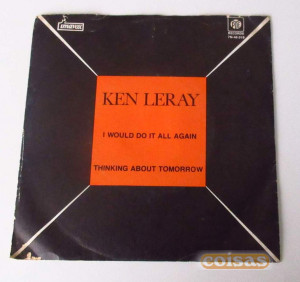 KEN LERAY
I WOULD DO IT ALL AGAIN
THINKING ABOUT TOMORROW
coisas